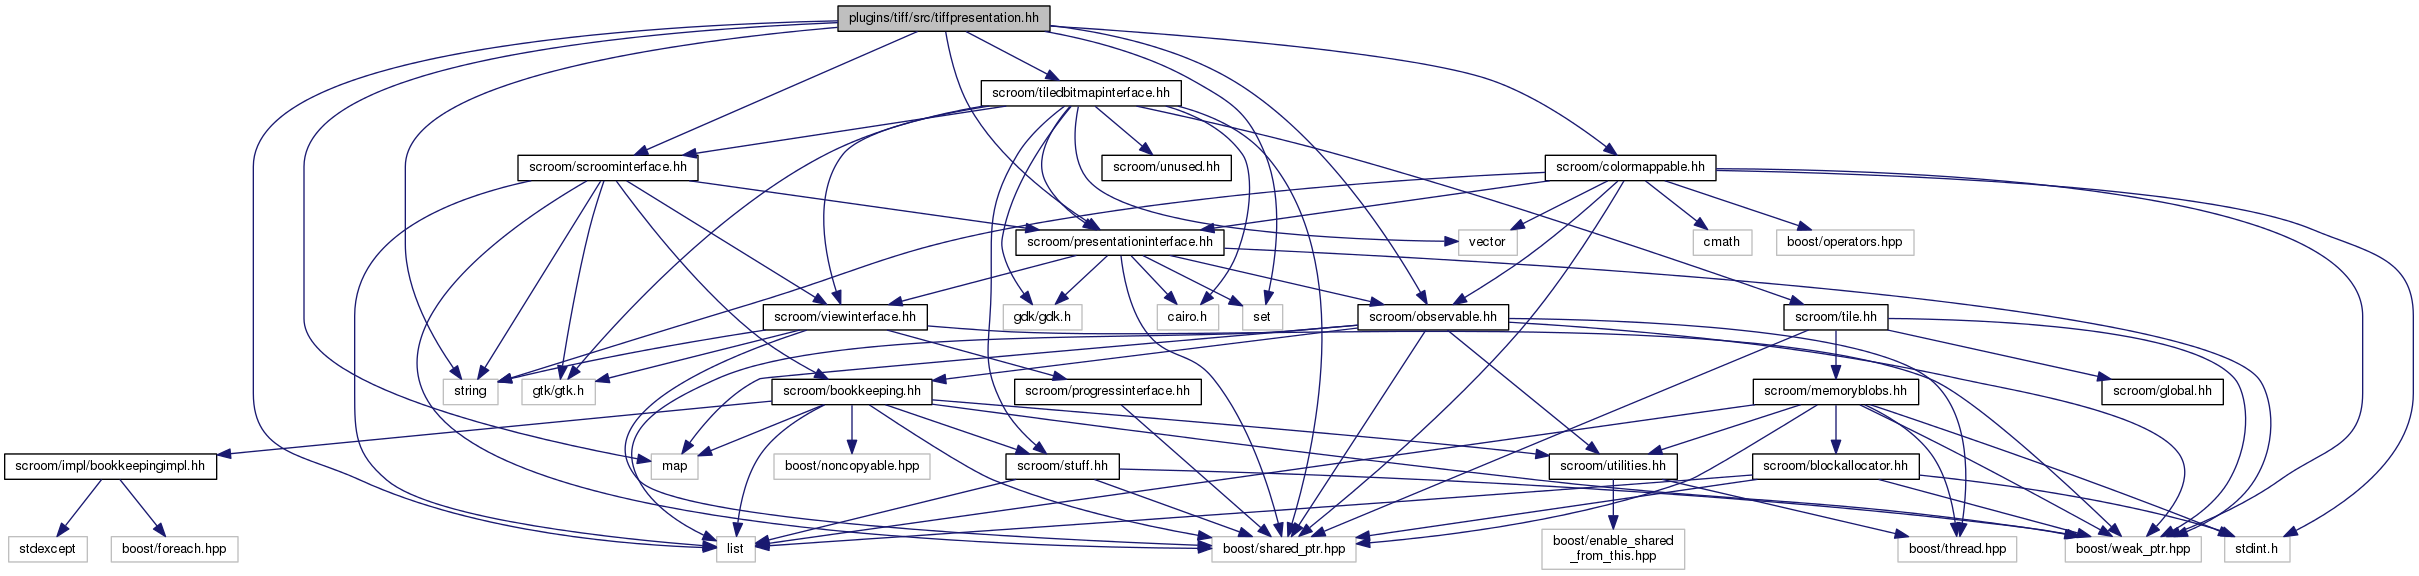 plugins/tiff/src/tiffpresentation.hh
scroom/tiledbitmapinterface.hh
scroom/scroominterface.hh
scroom/unused.hh
scroom/colormappable.hh
scroom/presentationinterface.hh
vector
cmath
boost/operators.hpp
scroom/viewinterface.hh
gdk/gdk.h
cairo.h
set
scroom/observable.hh
scroom/tile.hh
string
gtk/gtk.h
scroom/bookkeeping.hh
scroom/progressinterface.hh
scroom/memoryblobs.hh
scroom/global.hh
scroom/impl/bookkeepingimpl.hh
map
boost/noncopyable.hpp
scroom/stuff.hh
scroom/utilities.hh
scroom/blockallocator.hh
stdexcept
boost/foreach.hpp
list
boost/shared_ptr.hpp
boost/enable_shared
_from_this.hpp
boost/thread.hpp
boost/weak_ptr.hpp
stdint.h